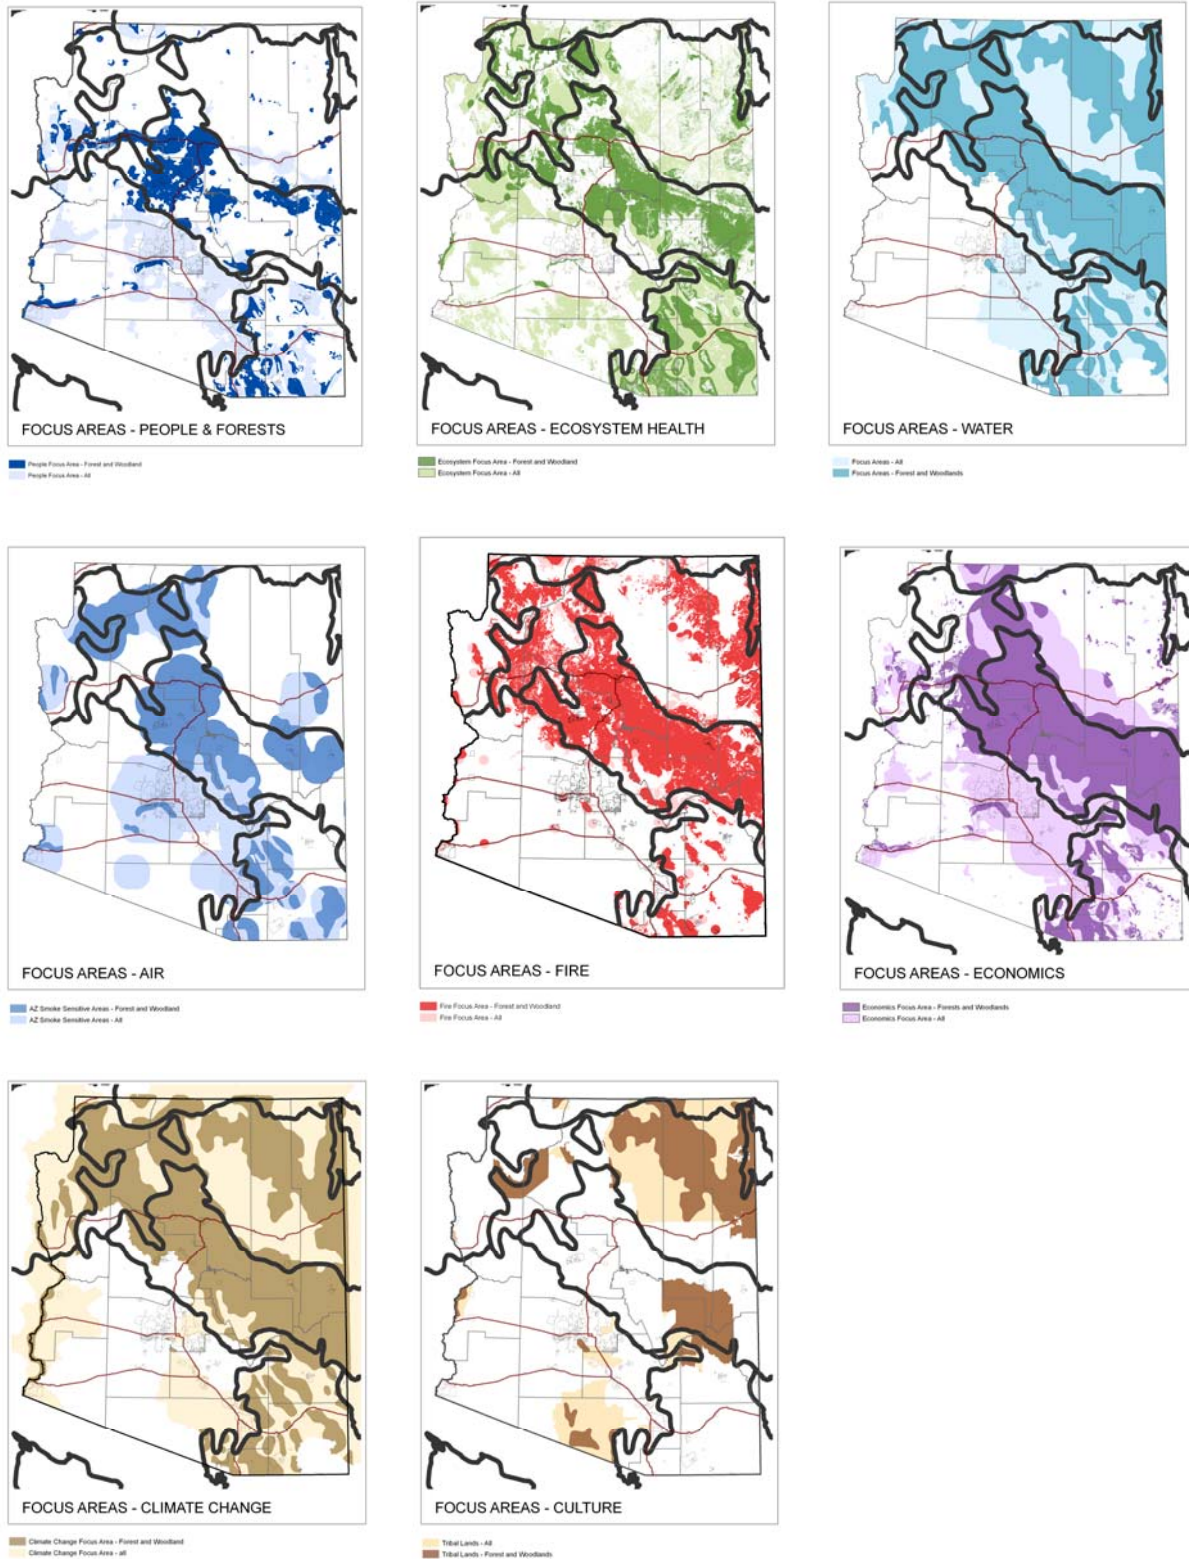 FOCUS AREAS - PEOPLE & FORESTS
People Focus Area - Forest and Woodland
People Focus Area - All
FOCUS AREAS - ECOSYSTEM HEALTH
Ecosystem Focus Area - Forest and Woodland
Ecosystem Focus Area - All
FOCUS AREAS - WATER
Focus Areas - All
Focus Areas - Forest and Woodlands
FOCUS AREAS - AIR
AZ Smoke Sensitive Areas - Forest and Woodland
AZ Smoke Sensitive Areas - All
FOCUS AREAS - FIRE
Fire Focus Area - Forest and Woodland
Fire Focus Area - All
FOCUS AREAS - ECONOMICS
Economics Focus Area - Forests and Woodlands
Economics Focus Area - All
FOCUS AREAS - CLIMATE CHANGE
Climate Change Focus Area - Forest and Woodland
Climate Change Focus Area - all
FOCUS AREAS - CULTURE
Tribal Lands - All
Tribal Lands - Forest and Woodlands